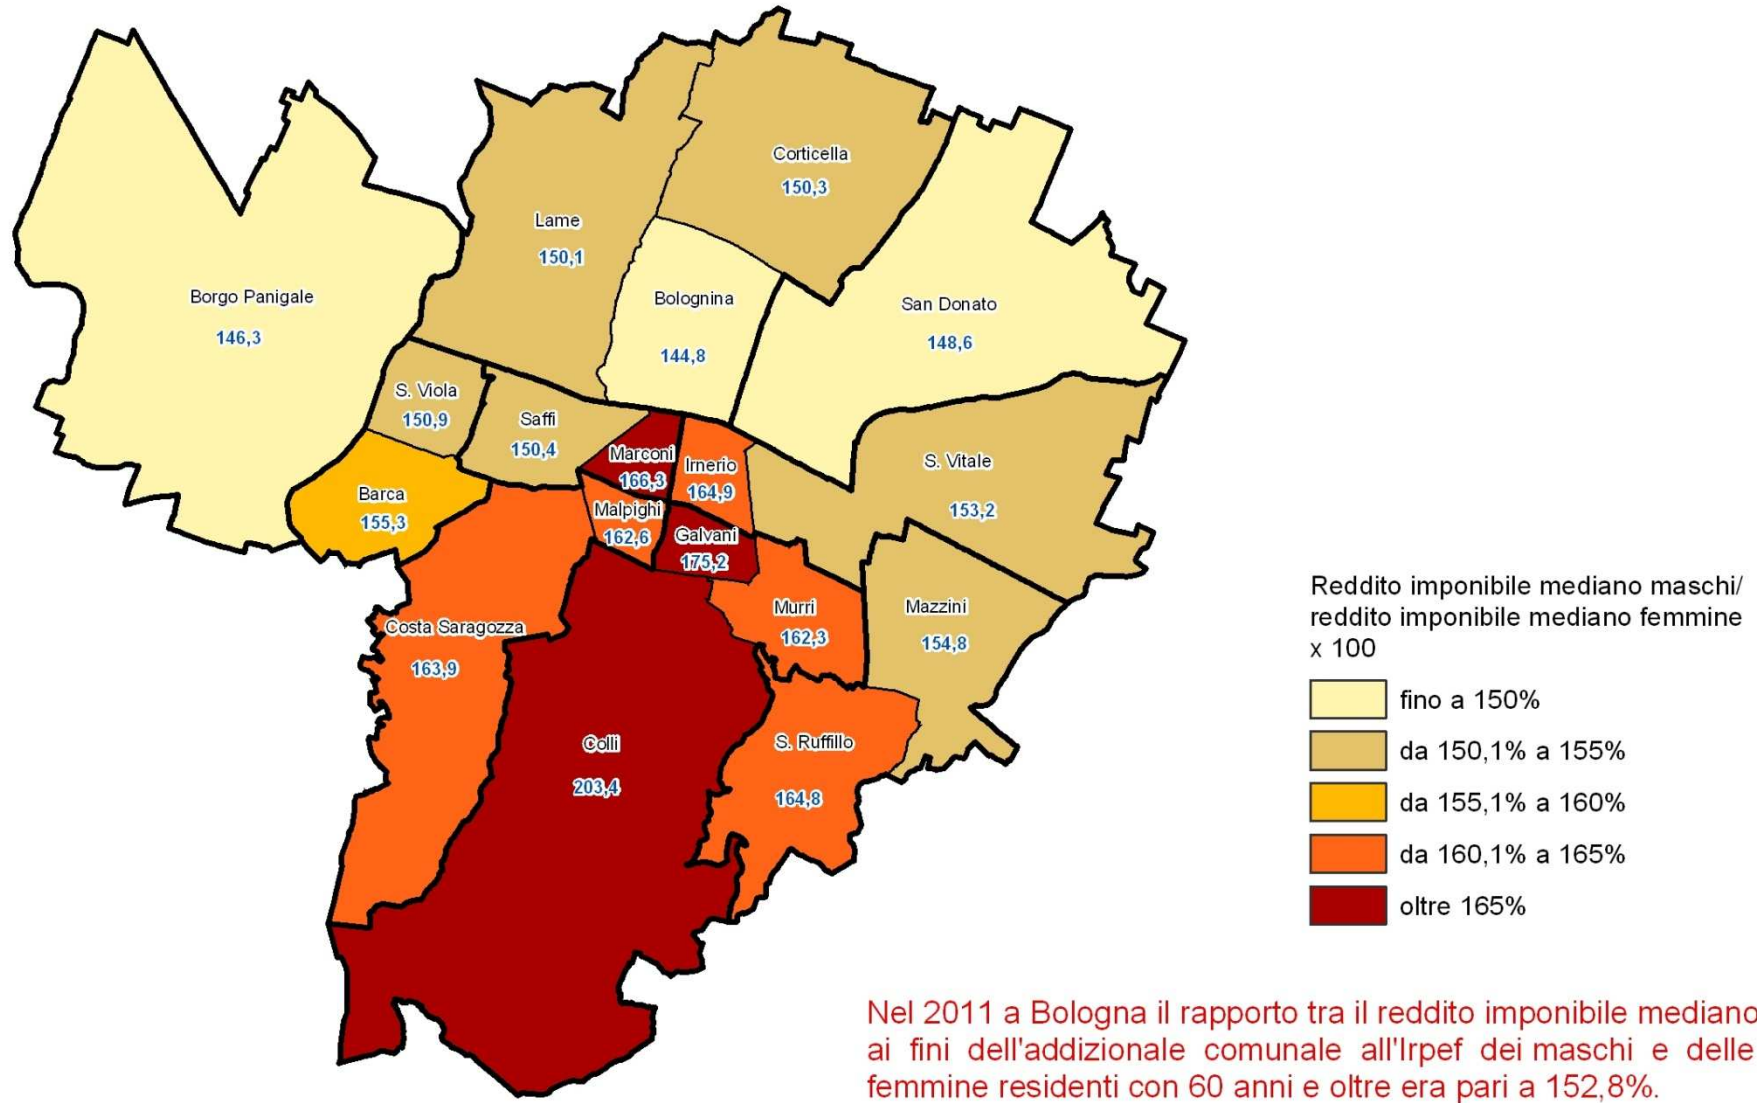 Corticella
150,3
Lame
150,1
Borgo Panigale
146,3
Bolognina
144,8
San Donato
148,6
S. Viola
150,9
Saffi
150,4
Marconi
166,3
Irnerio
164,9
S. Vitale
153,2
Barca
155,3
Malpighi
162,6
Galvani
175,2
Murri
162,3
Mazzini
154,8
Costa Saragozza
163,9
Colli
203,4
S. Ruffillo
164,8
Reddito imponibile mediano maschi/
reddito imponibile mediano femmine
x 100
fino a 150%
da 150,1% a 155%
da 155,1% a 160%
da 160,1% a 165%
oltre 165%
Nel 2011 a Bologna il rapporto tra il reddito imponibile mediano
ai fini dell'addizionale comunale all'Irpef dei maschi e delle
femmine residenti con 60 anni e oltre era pari a 152,8%.